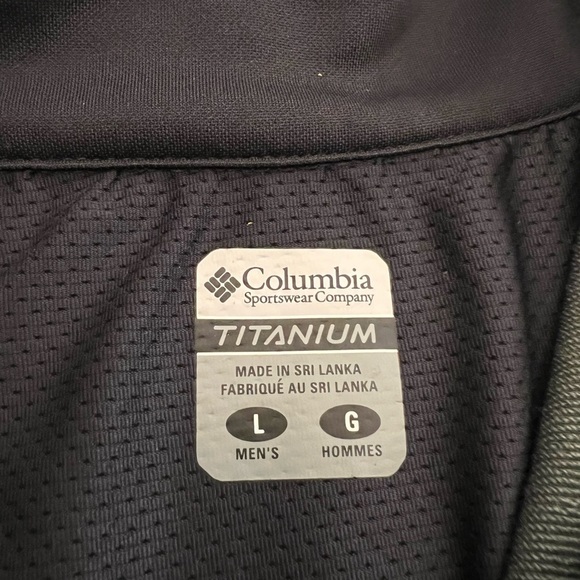 Columbia
Sportswear Company
TITANIUM
MADE IN SRI LANKA
FABRIQUÉ AU SRI LANKA
L G
MEN'S HOMMES